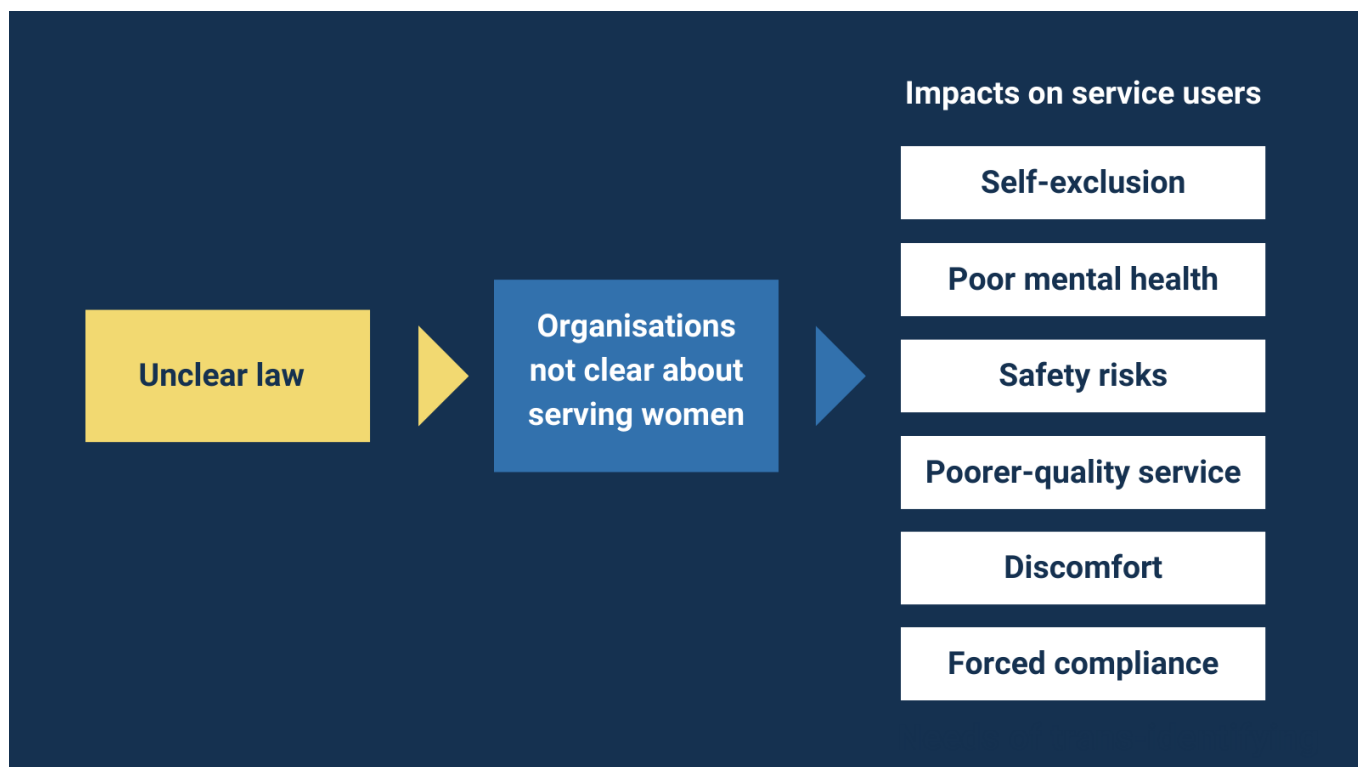 Impacts on service users
Unclear law
Organisations
not clear about
serving women
Self-exclusion
Poor mental health
Safety risks
Poorer-quality service
Discomfort
Forced compliance